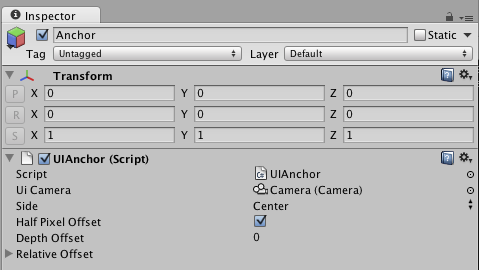 Inspector
Anchor Static
Tag Untagged Layer Default
Transform
P X 0 Y 0 Z 0
R X 0 Y 0 Z 0
S X 1 Y 1 Z 1
UIAnchor (Script)
Script UIAnchor
Ui Camera Camera (Camera)
Side Center
Half Pixel Offset
Depth Offset 0
Relative Offset